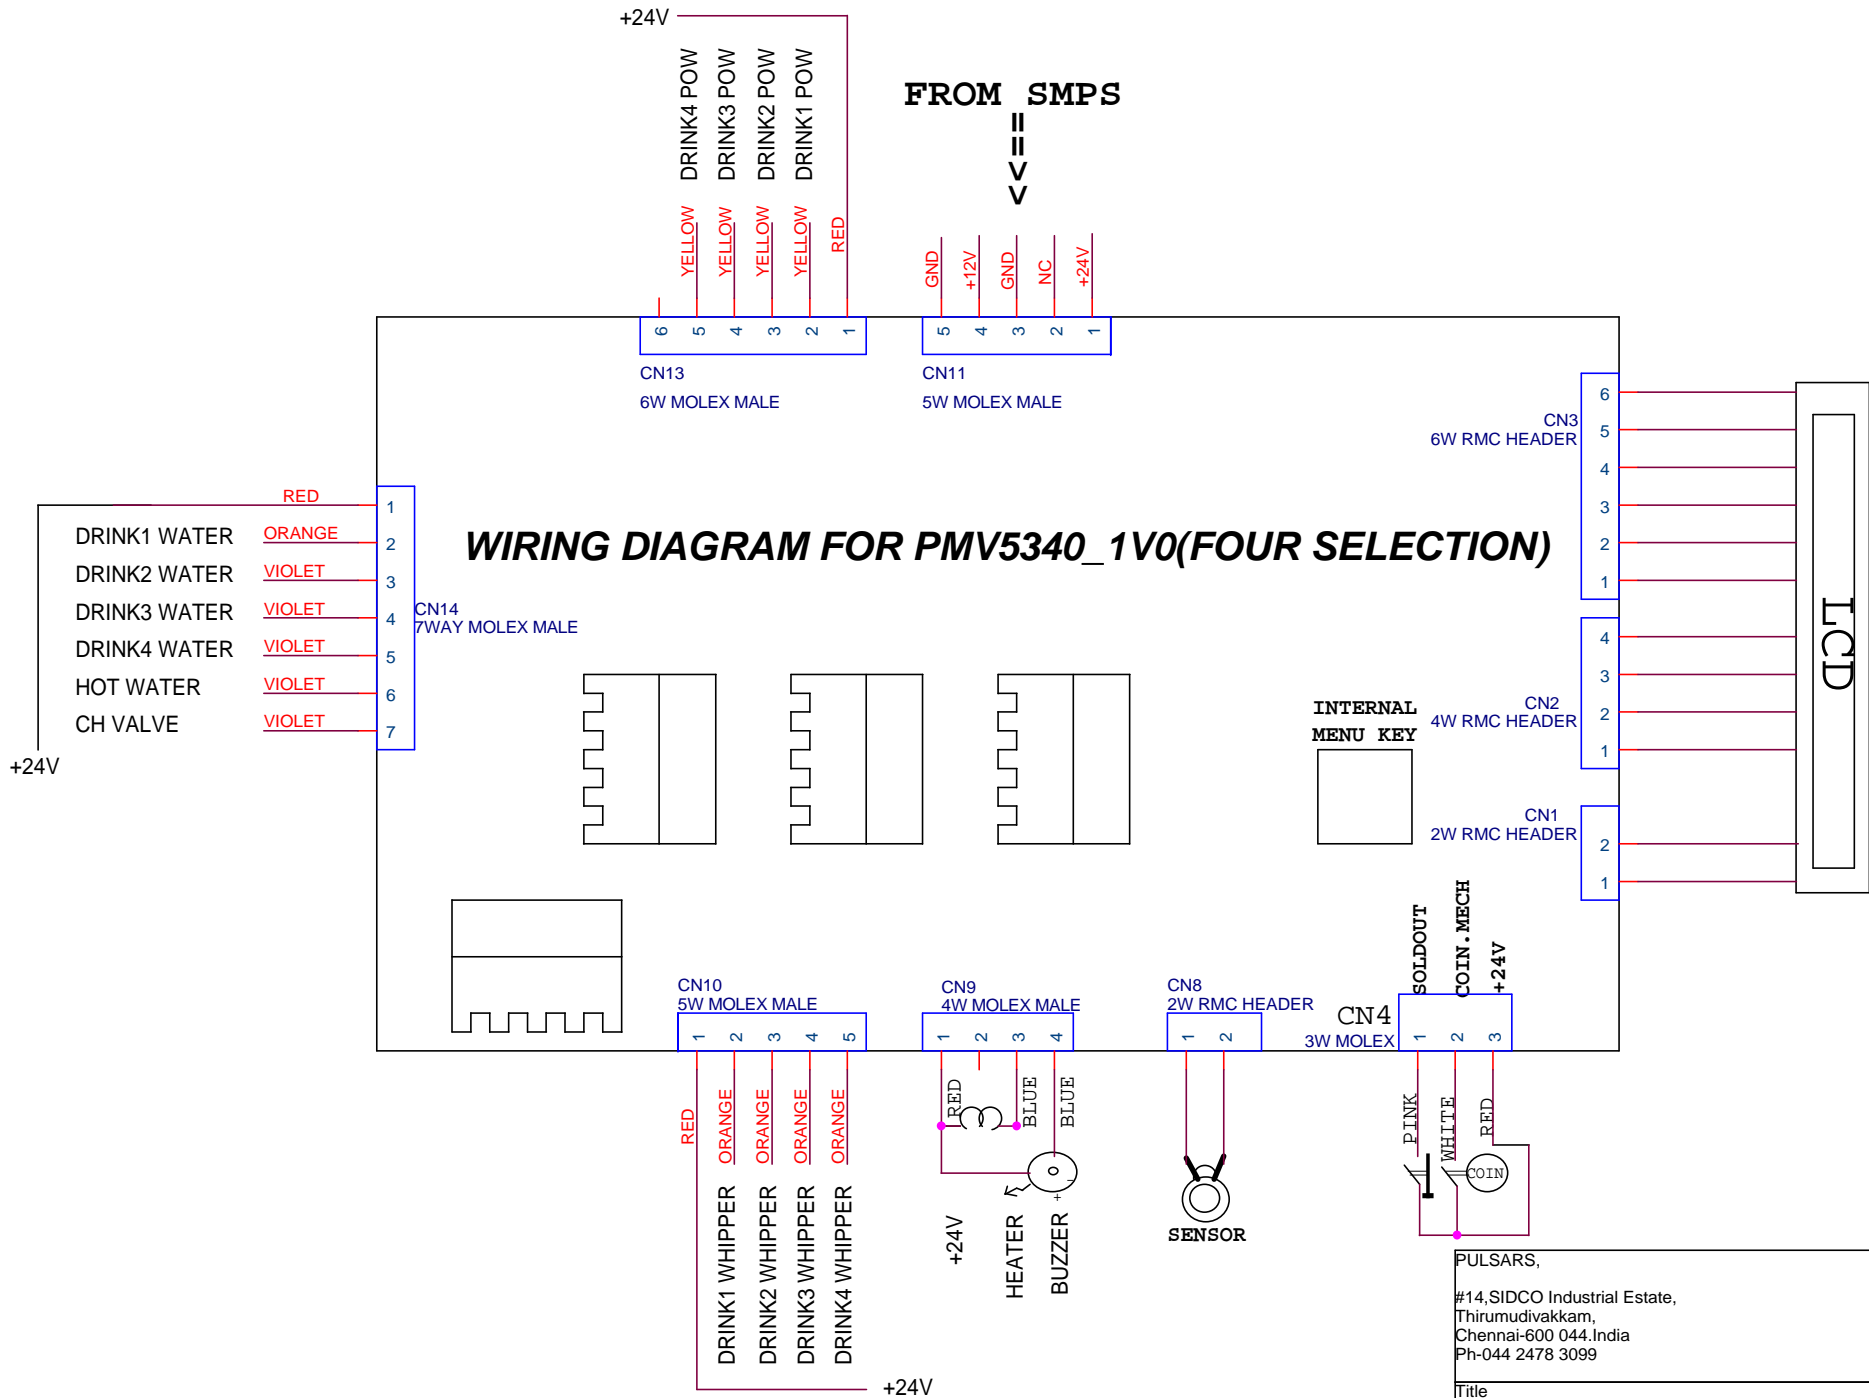 +24V
DRINK4 POW
DRINK3 POW
DRINK2 POW
DRINK1 POW
YELLOW
YELLOW
YELLOW
YELLOW
RED
FROM SMPS
==>>
GND
+12V
GND
NC
+24V
6 5 4 3 2 1
CN13
6W MOLEX MALE
5 4 3 2 1
CN11
5W MOLEX MALE
CN3
6W RMC HEADER
6
5
4
3
2
1
WIRING DIAGRAM FOR PMV5340_1V0(FOUR SELECTION)
RED 1
DRINK1 WATER ORANGE 2
DRINK2 WATER VIOLET 3
DRINK3 WATER VIOLET 4
DRINK4 WATER VIOLET 5
HOT WATER VIOLET 6
CH VALVE VIOLET 7
+24V
CN14
7WAY MOLEX MALE
LCD
CN2
4W RMC HEADER
4
3
2
1
INTERNAL
MENU KEY
CN1
2W RMC HEADER
2
1
CN10
5W MOLEX MALE
1 2 3 4 5
RED
ORANGE
ORANGE
ORANGE
ORANGE
DRINK1 WHIPPER
DRINK2 WHIPPER
DRINK3 WHIPPER
DRINK4 WHIPPER
+24V
CN9
4W MOLEX MALE
1 2 3 4
RED
BLUE
BLUE
- +
+24V
HEATER
BUZZER
CN8
2W RMC HEADER
1 2
SENSOR
SOLDOUT
COIN.MECH
+24V
CN4
3W MOLEX
1 2 3
PINK
WHITE
RED
COIN
PULSARS,
#14,SIDCO Industrial Estate,
Thirumudivakkam,
Chennai-600 044.India
Ph-044 2478 3099
Title